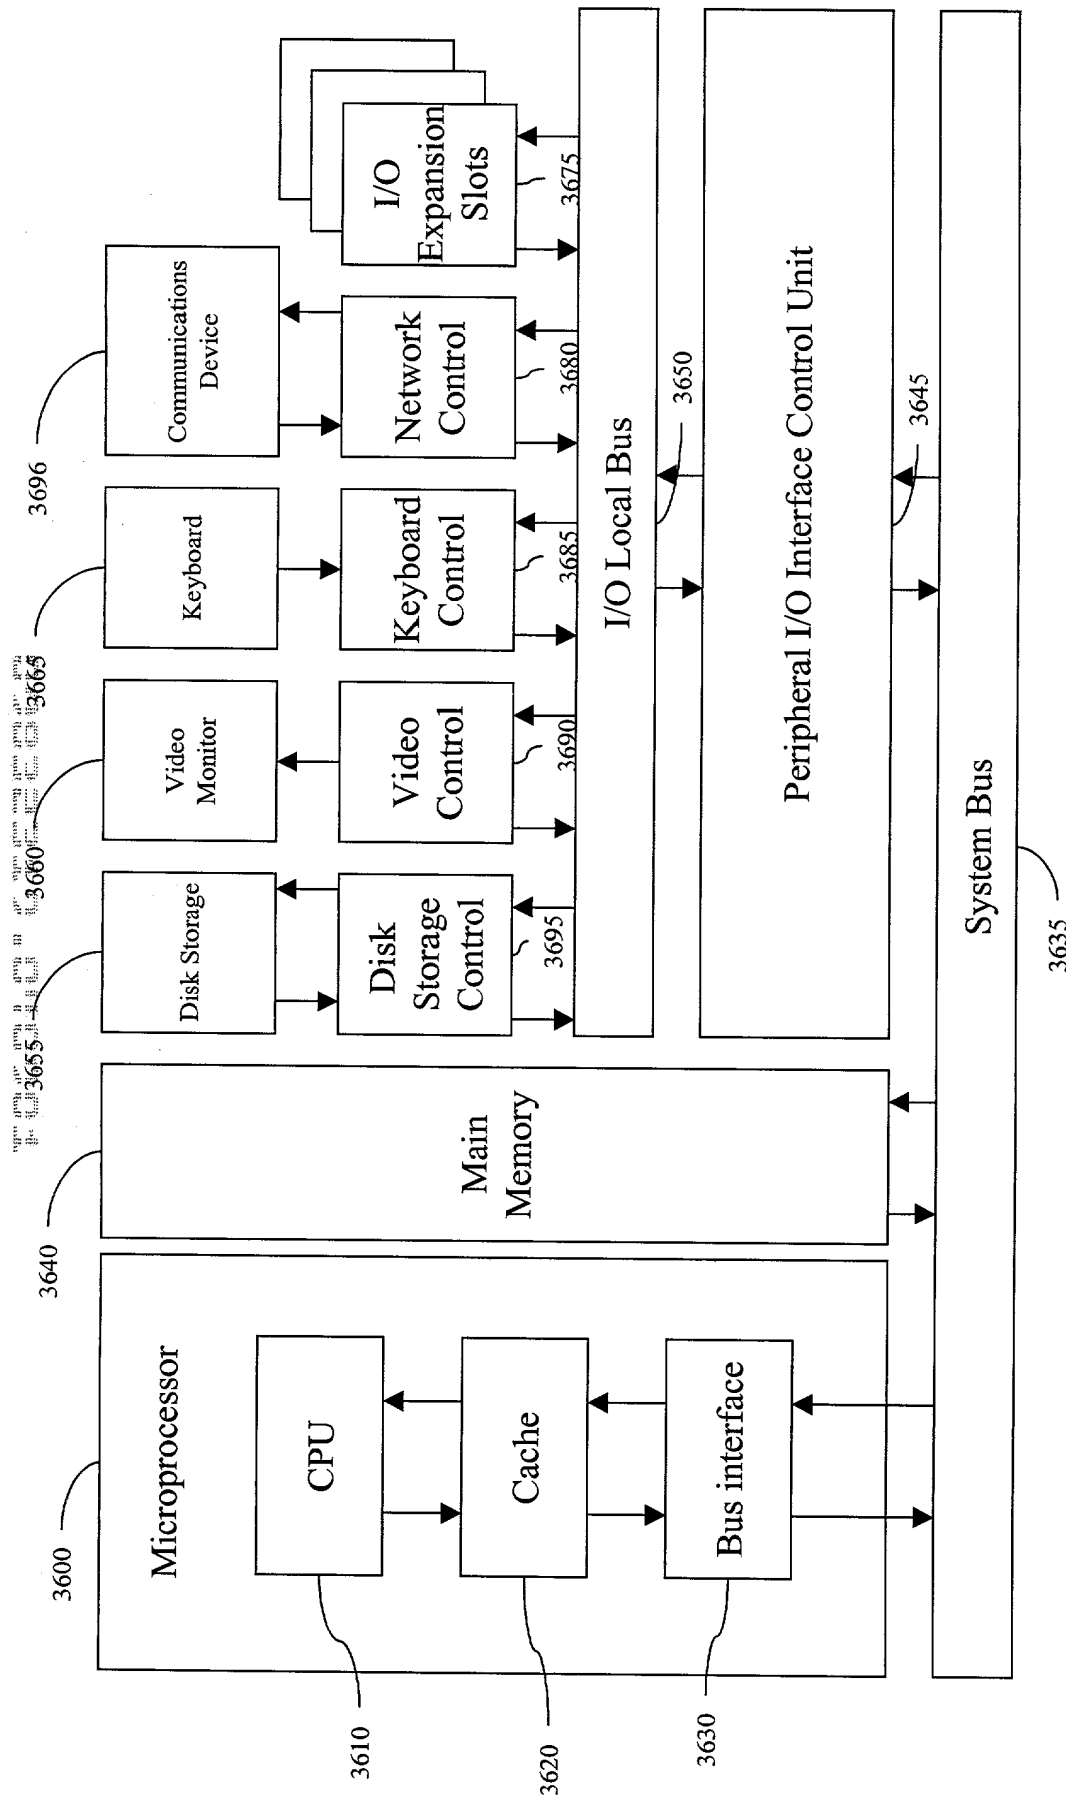 3600
Microprocessor
CPU
3610
Cache
3620
Bus interface
3630
3640
Main
Memory
3655
Disk Storage
Disk
Storage
Control
3695
3660
Video
Monitor
Video
Control
3690
3665
Keyboard
Keyboard
Control
3685
3696
Communications
Device
Network
Control
3680
I/O
Expansion
Slots
3675
I/O Local Bus
3650
Peripheral I/O Interface Control Unit
3645
System Bus
3635